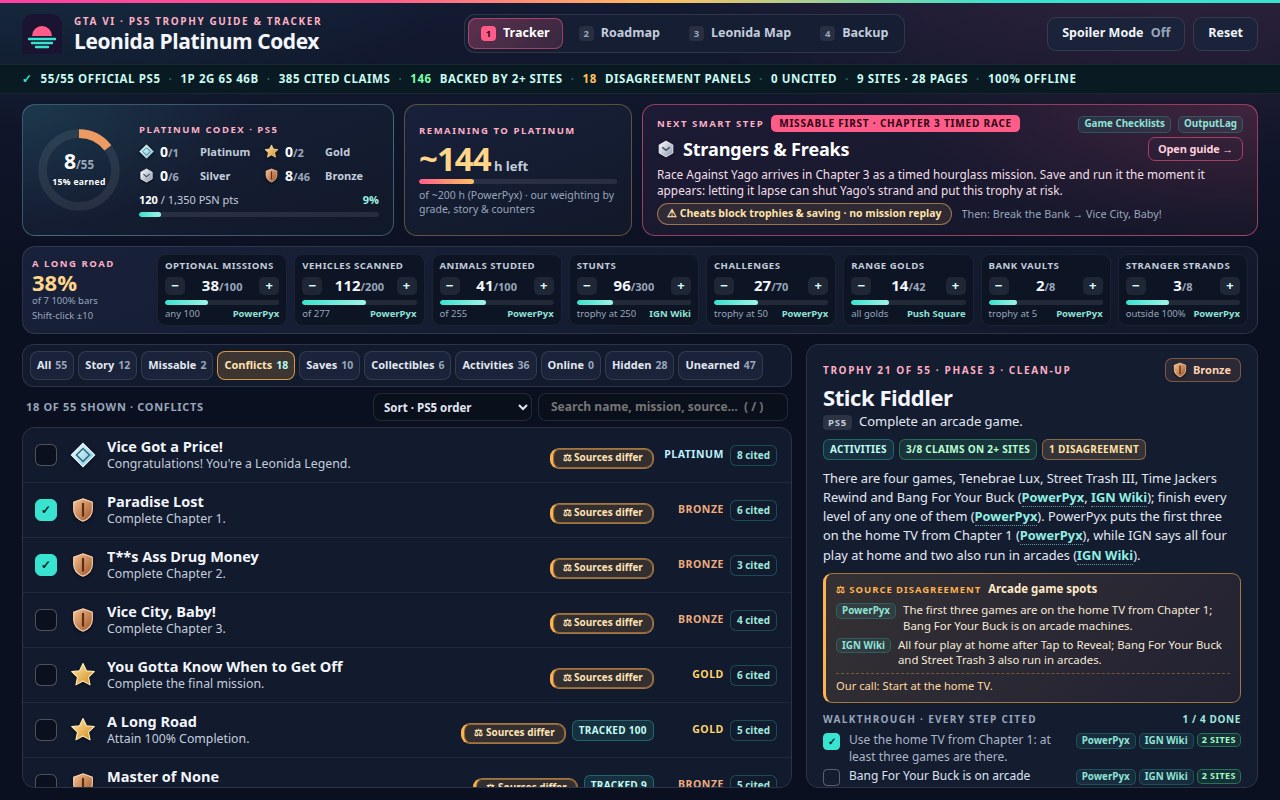 GTA VI · PS5 TROPHY GUIDE & TRACKER
Leonida Platinum Codex
1 Tracker
2 Roadmap
3 Leonida Map
4 Backup
Spoiler Mode Off
Reset
✓ 55/55 OFFICIAL PS5 · 1P 2G 6S 46B · 385 CITED CLAIMS · 146 BACKED BY 2+ SITES · 18 DISAGREEMENT PANELS · 0 UNCITED · 9 SITES · 28 PAGES · 100% OFFLINE
8/55
15% earned
PLATINUM CODEX · PS5
0/1 Platinum 0/2 Gold
0/6 Silver 8/46 Bronze
120 / 1,350 PSN pts 9%
REMAINING TO PLATINUM
~144 h left
of ~200 h (PowerPyx) · our weighting by
grade, story & counters
NEXT SMART STEP MISSABLE FIRST · CHAPTER 3 TIMED RACE Game Checklists OutputLag
Strangers & Freaks
Open guide →
Race Against Yago arrives in Chapter 3 as a timed hourglass mission. Save and run it the moment it
appears: letting it lapse can shut Yago's strand and put this trophy at risk.
⚠ Cheats block trophies & saving · no mission replay Then: Break the Bank → Vice City, Baby!
A LONG ROAD
38%
of 7 100% bars
Shift-click ±10
OPTIONAL MISSIONS
− 38/100 +
any 100 PowerPyx
VEHICLES SCANNED
− 112/200 +
of 277 PowerPyx
ANIMALS STUDIED
− 41/100 +
of 255 PowerPyx
STUNTS
− 96/300 +
trophy at 250 IGN Wiki
CHALLENGES
− 27/70 +
trophy at 50 PowerPyx
RANGE GOLDS
− 14/42 +
all golds Push Square
BANK VAULTS
− 2/8 +
trophy at 5 PowerPyx
STRANGER STRANDS
− 3/8 +
outside 100% PowerPyx
All 55
Story 12
Missable 2
Conflicts 18
Saves 10
Collectibles 6
Activities 36
Online 0
Hidden 28
Unearned 47
18 OF 55 SHOWN · CONFLICTS
Sort · PS5 order
Search name, mission, source... ( / )
Vice Got a Price!
Congratulations! You're a Leonida Legend.
⚖ Sources differ PLATINUM 8 cited
Paradise Lost
Complete Chapter 1.
⚖ Sources differ BRONZE 6 cited
T**s Ass Drug Money
Complete Chapter 2.
⚖ Sources differ BRONZE 3 cited
Vice City, Baby!
Complete Chapter 3.
⚖ Sources differ BRONZE 4 cited
You Gotta Know When to Get Off
Complete the final mission.
⚖ Sources differ GOLD 6 cited
A Long Road
Attain 100% Completion.
⚖ Sources differ TRACKED 100 GOLD 5 cited
Master of None
⚖ Sources differ TRACKED 9 BRONZE 5 cited
TROPHY 21 OF 55 · PHASE 3 · CLEAN-UP
Bronze
Stick Fiddler
PS5 Complete an arcade game.
ACTIVITIES 3/8 CLAIMS ON 2+ SITES 1 DISAGREEMENT
There are four games, Tenebrae Lux, Street Trash III, Time Jackers
Rewind and Bang For Your Buck (PowerPyx, IGN Wiki); finish every
level of any one of them (PowerPyx). PowerPyx puts the first three
on the home TV from Chapter 1 (PowerPyx), while IGN says all four
play at home and two also run in arcades (IGN Wiki).
⚖ SOURCE DISAGREEMENT Arcade game spots
PowerPyx The first three games are on the home TV from Chapter 1;
Bang For Your Buck is on arcade machines.
IGN Wiki All four play at home after Tap to Reveal; Bang For Your Buck
and Street Trash 3 also run in arcades.
Our call: Start at the home TV.
WALKTHROUGH · EVERY STEP CITED 1 / 4 DONE
Use the home TV from Chapter 1: at PowerPyx IGN Wiki 2 SITES
least three games are there.
Bang For Your Buck is on arcade PowerPyx IGN Wiki 2 SITES